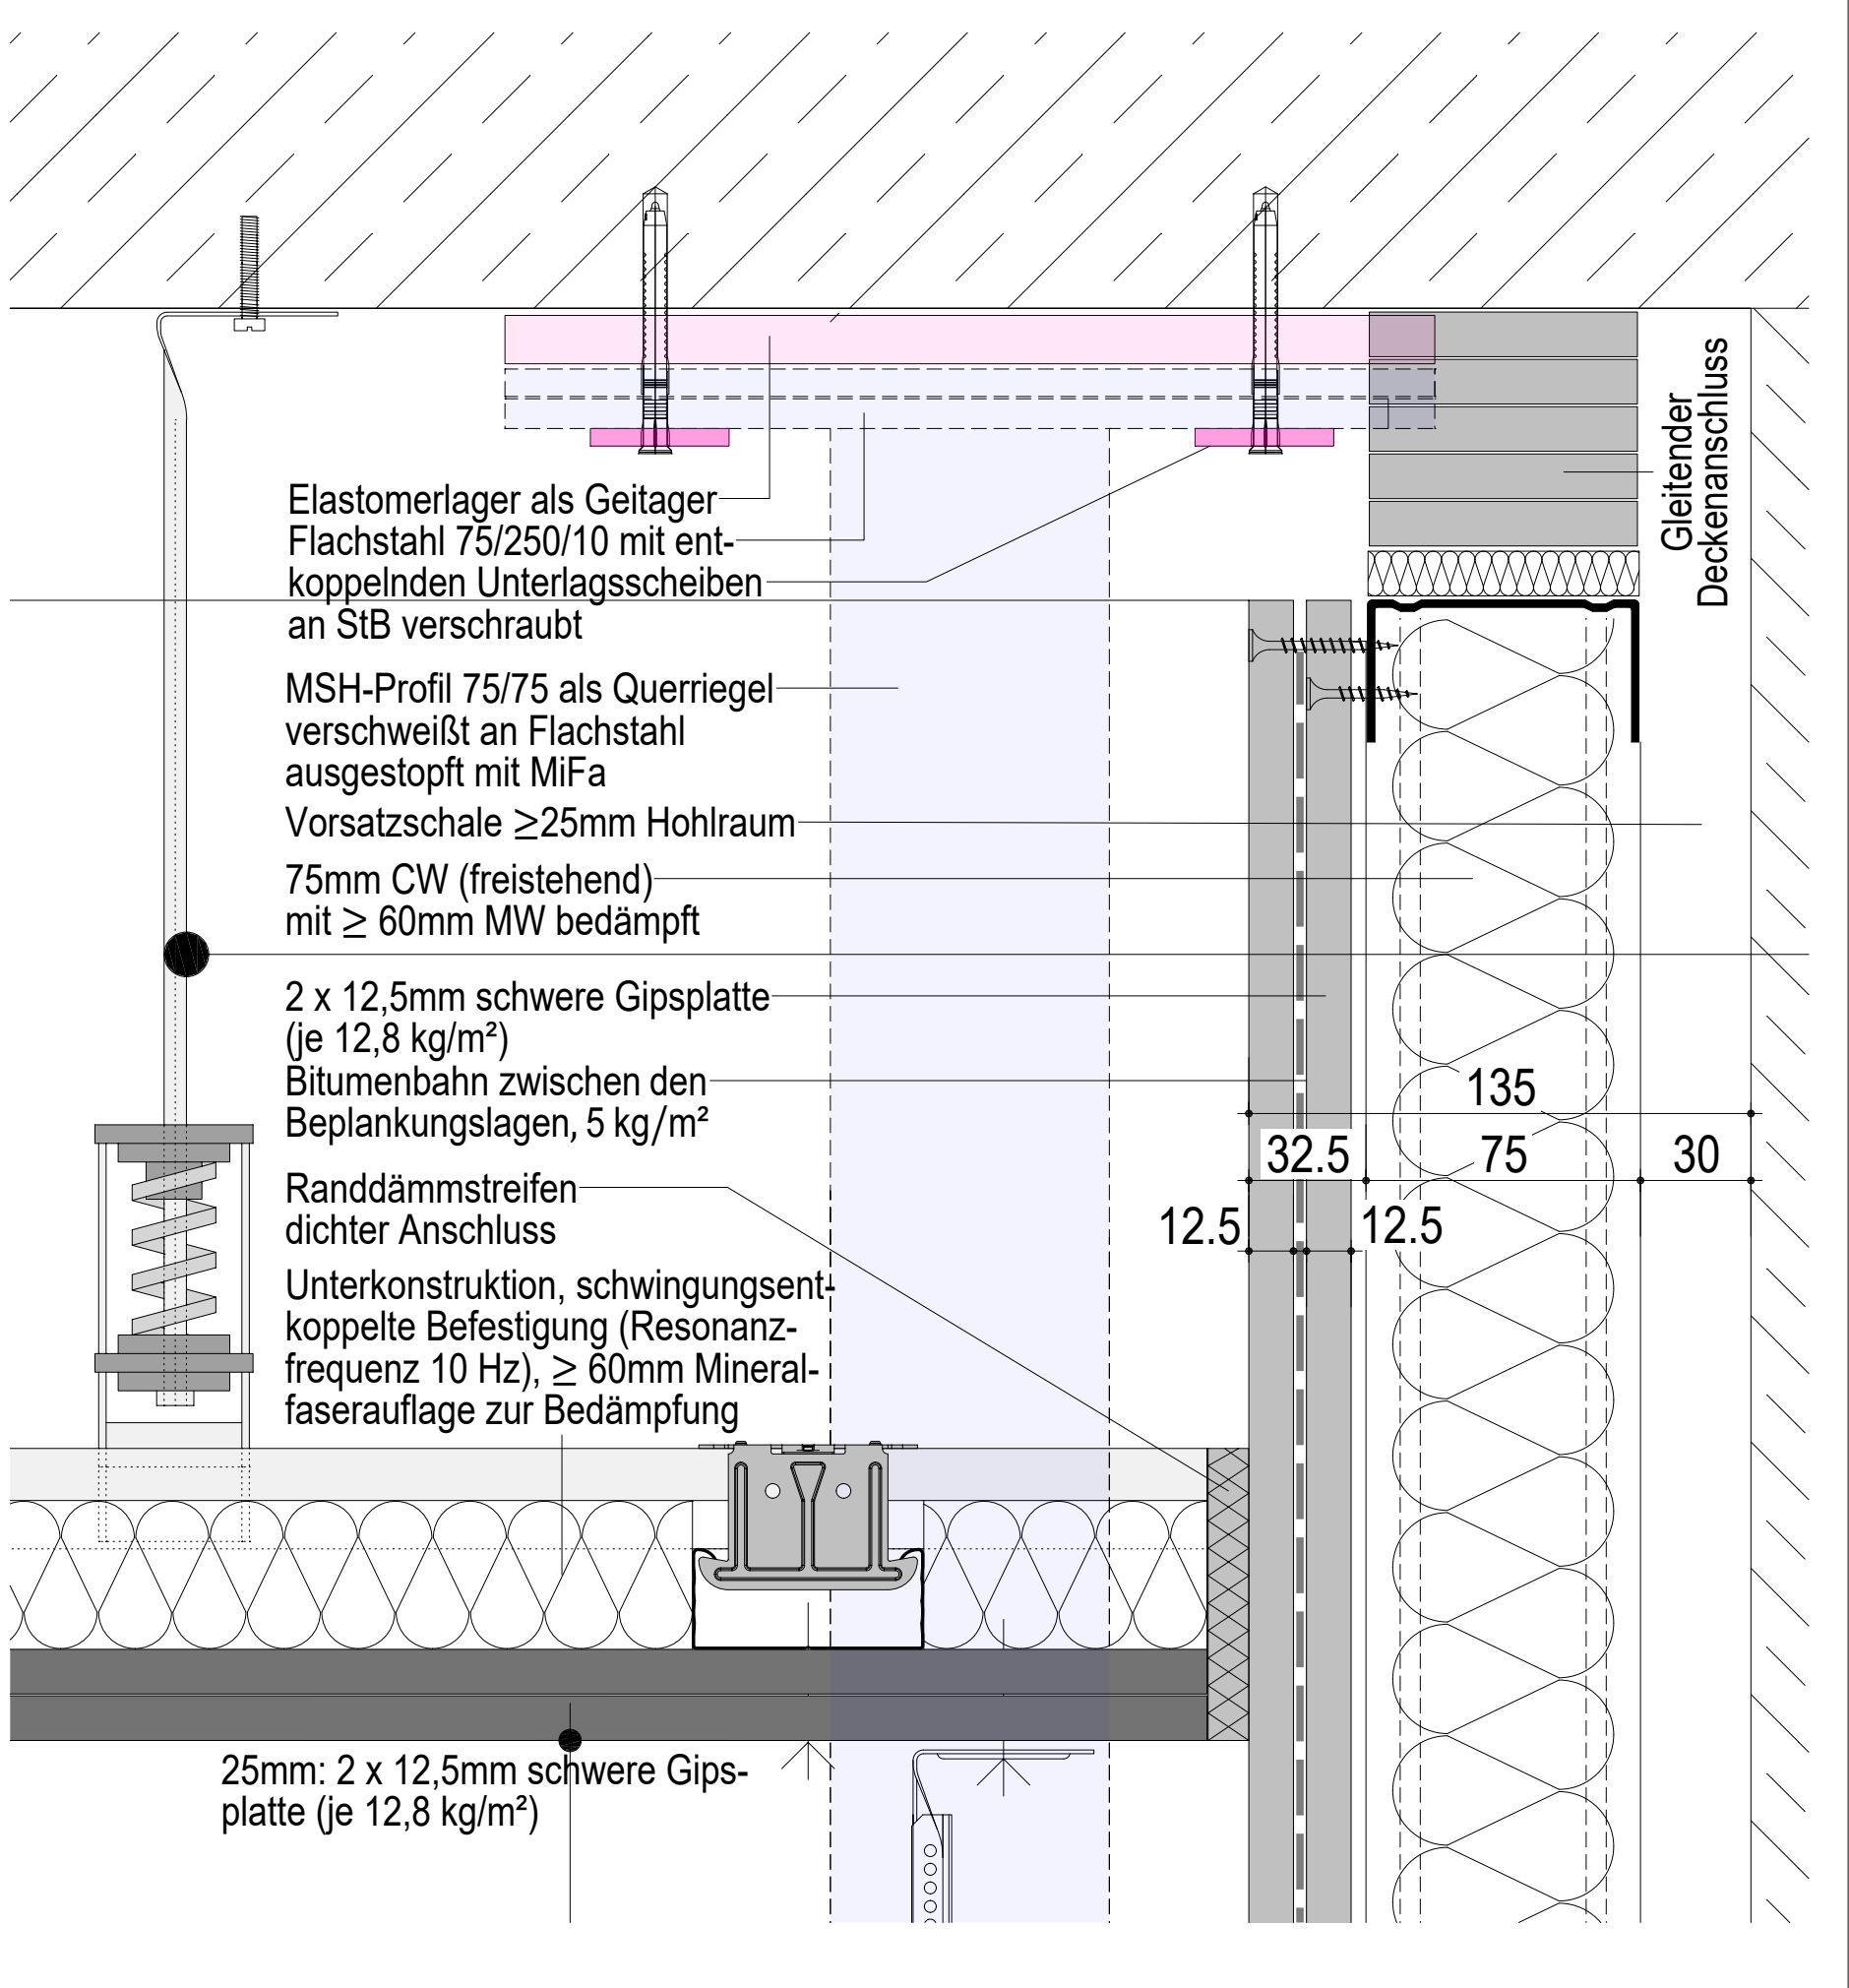 Elastomerlager als Geitager
Flachstahl 75/250/10 mit ent-
koppelnden Unterlagsscheiben
an StB verschraubt
Gleitender
Deckenanschluss
MSH-Profil 75/75 als Querriegel
verschweißt an Flachstahl
ausgestopft mit MiFa
Vorsatzschale ≥25mm Hohlraum
75mm CW (freistehend)
mit ≥ 60mm MW bedämpft
2 x 12,5mm schwere Gipsplatte
(je 12,8 kg/m²)
Bitumenbahn zwischen den
Beplankungslagen, 5 kg/m²
135
32.5 75 30
12.5 12.5
Randdämmstreifen
dichter Anschluss
Unterkonstruktion, schwingungsent-
koppelte Befestigung (Resonanz-
frequenz 10 Hz), ≥ 60mm Mineral-
faserauflage zur Bedämpfung
25mm: 2 x 12,5mm schwere Gips-
platte (je 12,8 kg/m²)